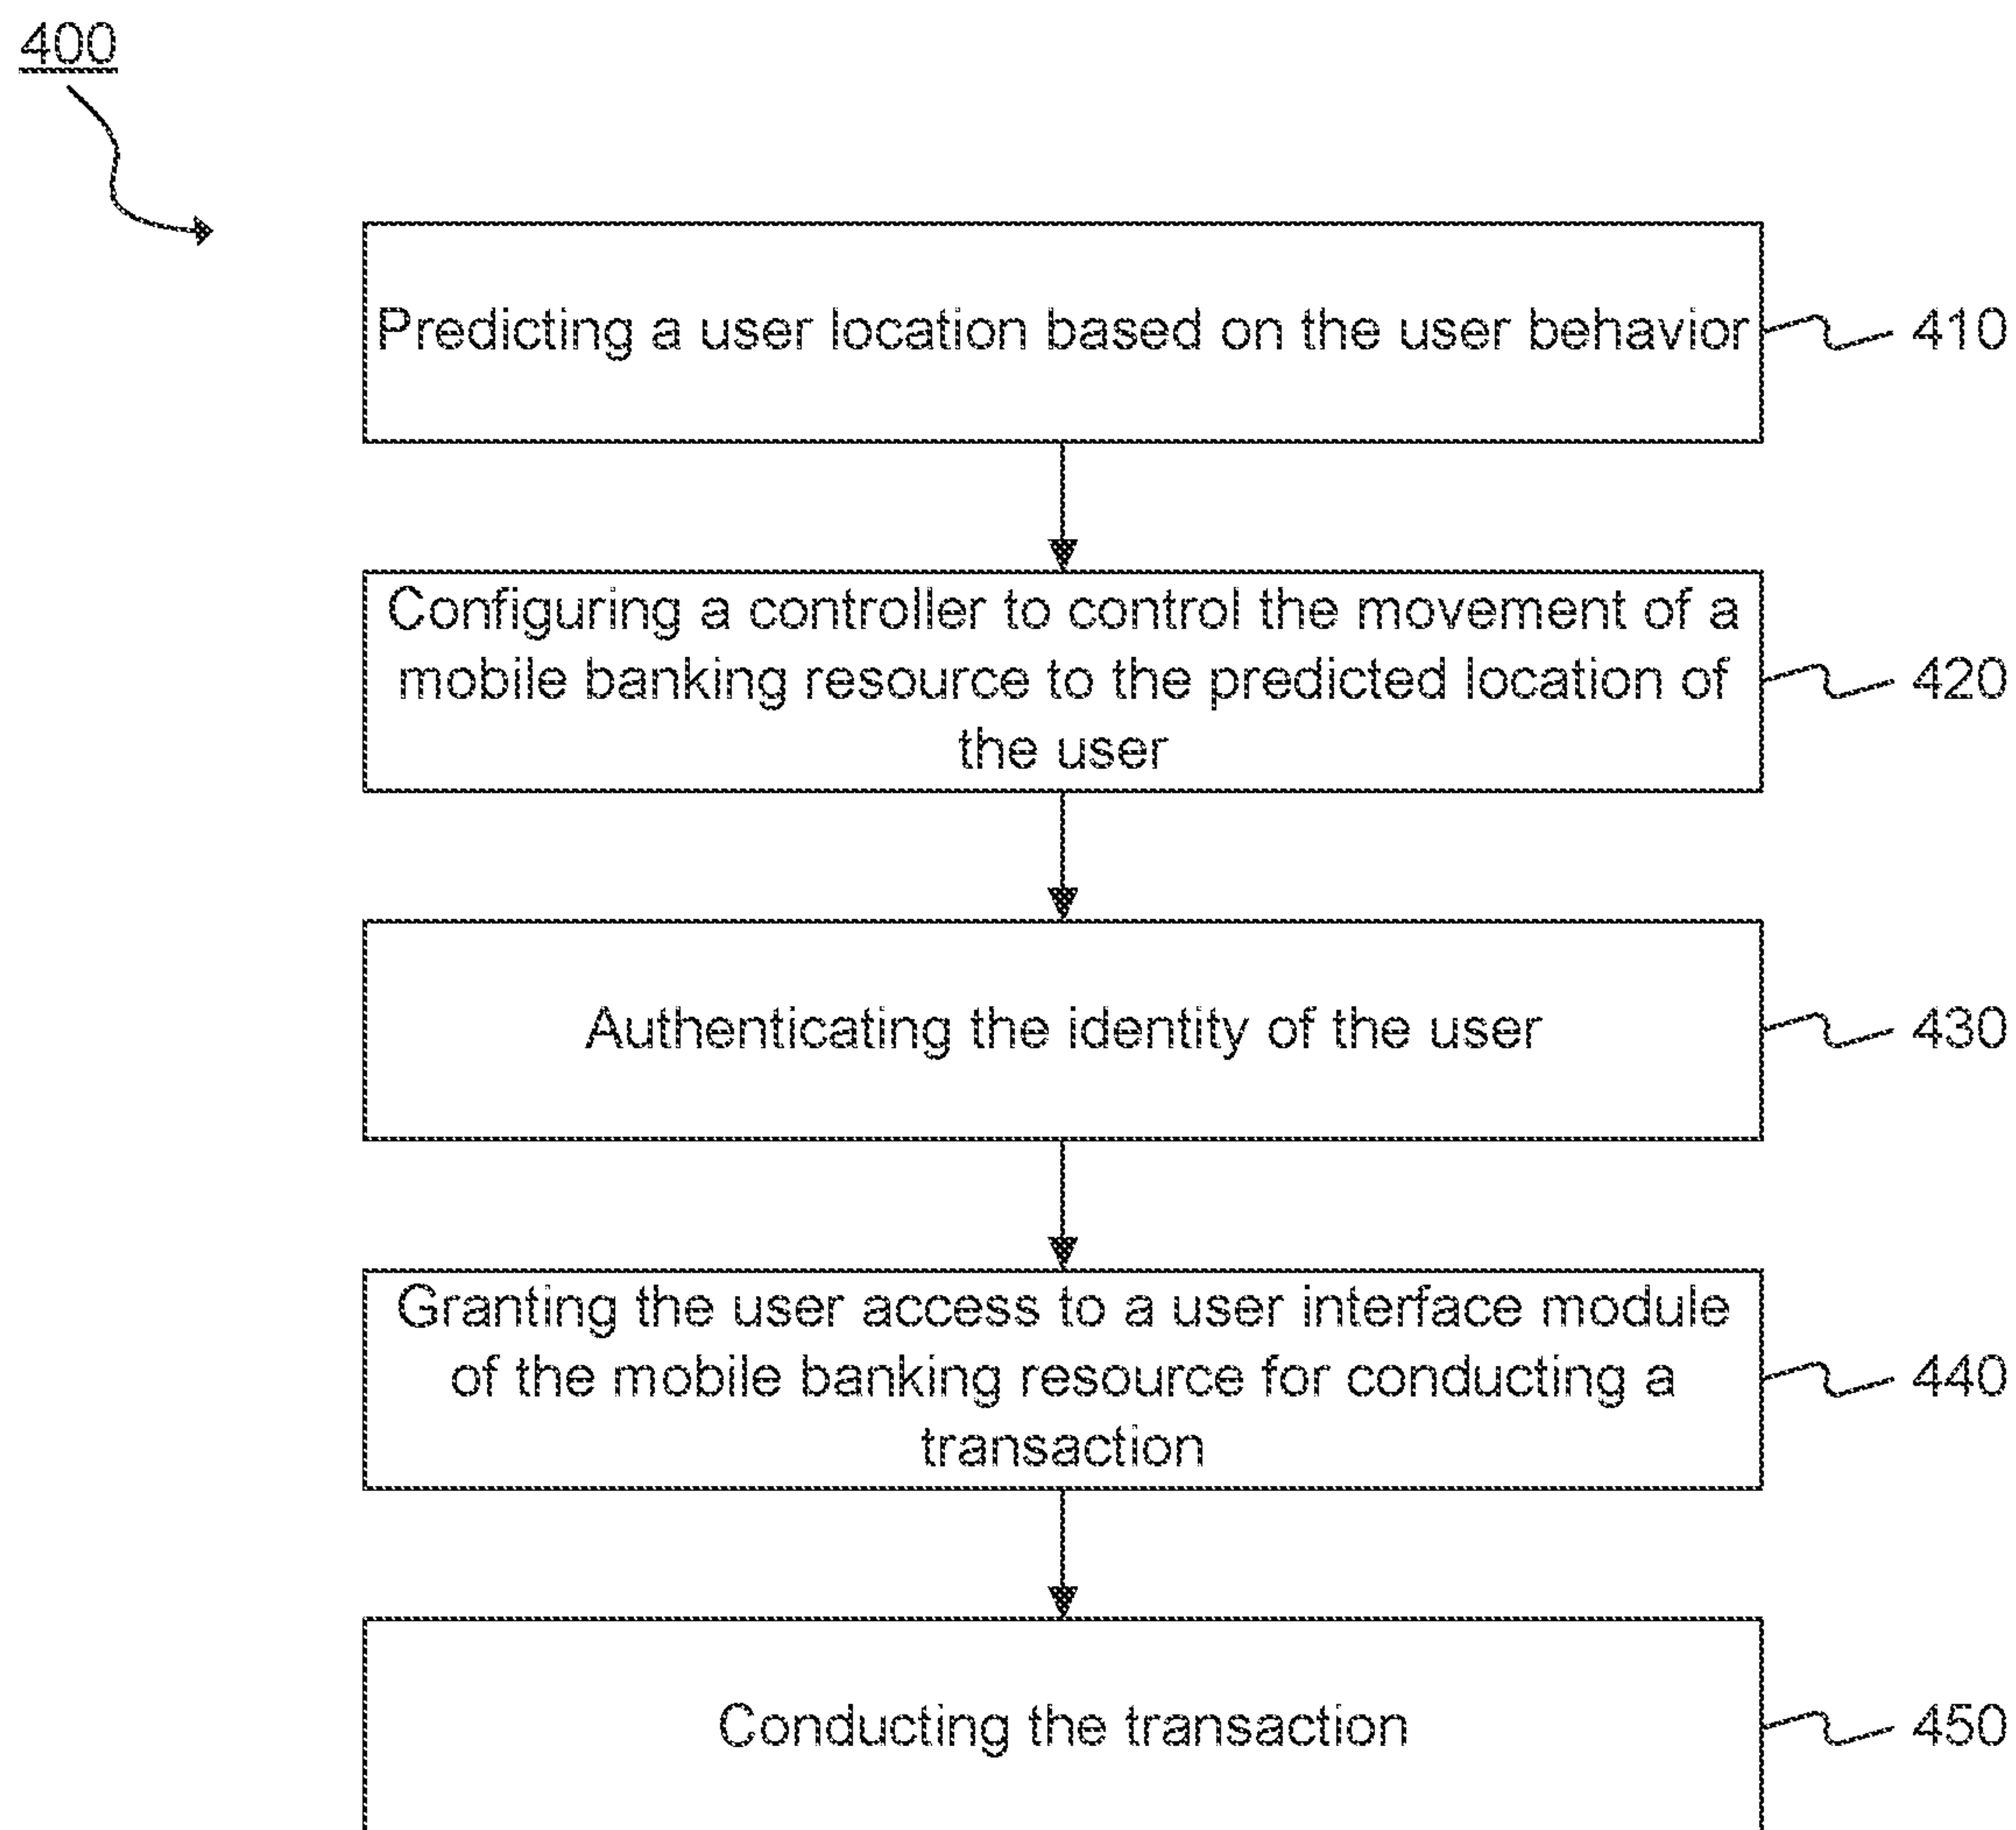 400
Predicting a user location based on the user behavior
410
Configuring a controller to control the movement of a
mobile banking resource to the predicted location of
the user
420
Authenticating the identity of the user
430
Granting the user access to a user interface module
of the mobile banking resource for conducting a
transaction
440
Conducting the transaction
450